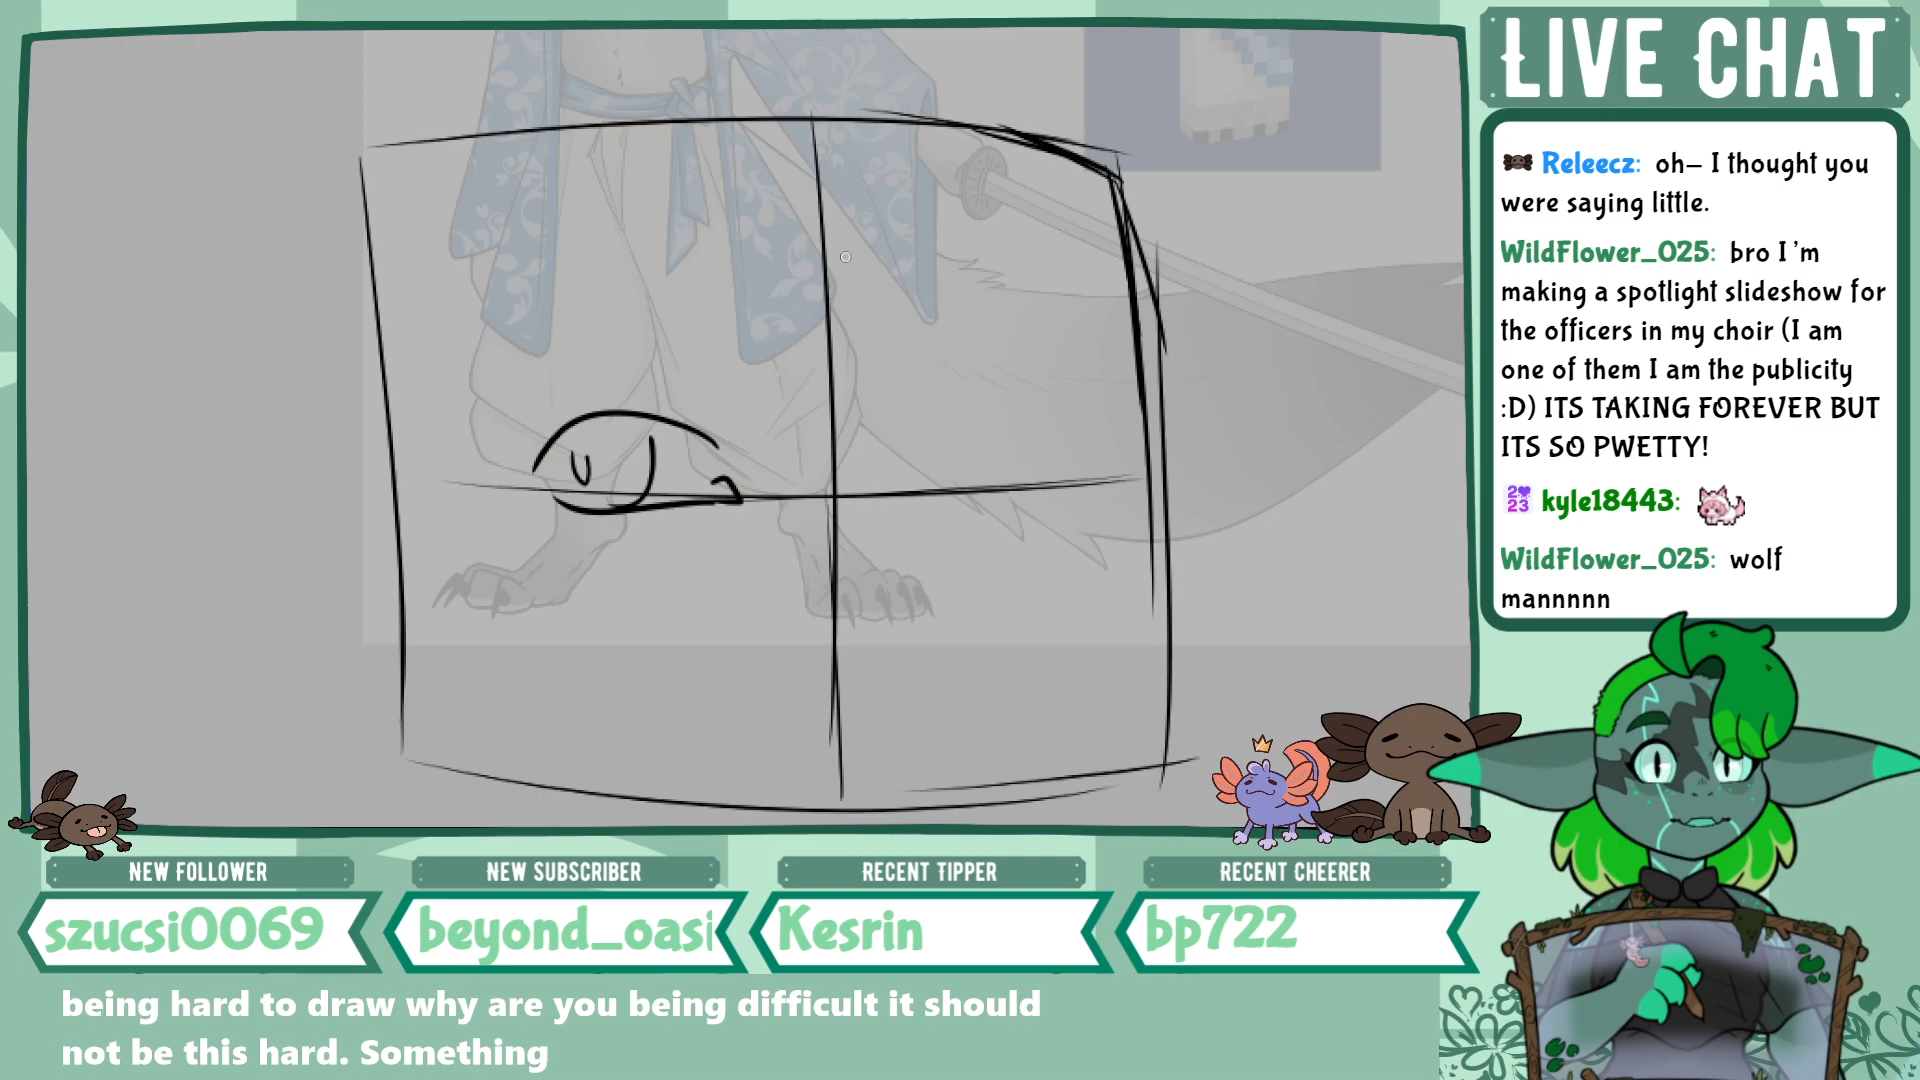 LIVE CHAT
Releecz: oh- I thought you
were saying little.
WildFlower_025: bro I'm
making a spotlight slideshow for
the officers in my choir (I am
one of them I am the publicity
:D) ITS TAKING FOREVER BUT
ITS SO PWETTY!
2023 kyle18443:
WildFlower_025: wolf
mannnnn
NEW FOLLOWER
NEW SUBSCRIBER
RECENT TIPPER
RECENT CHEERER
szucsi0069
beyond_oasi
Kesrin
bp722
being hard to draw why are you being difficult it should
not be this hard. Something